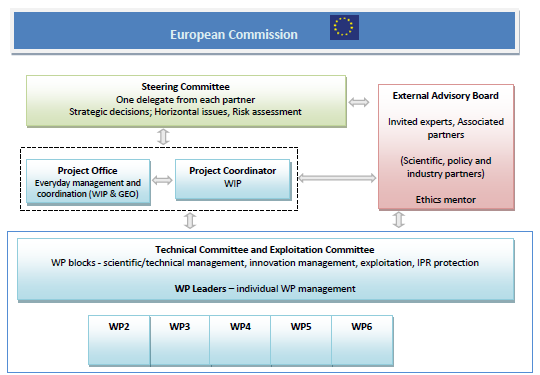 European Commission
Steering Committee
One delegate from each partner
Strategic decisions; Horizontal issues, Risk assessment
External Advisory Board
Invited experts, Associated
partners
(Scientific, policy and
industry partners)
Ethics mentor
Project Office
Everyday management and
coordination (WIP & GEO)
Project Coordinator
WIP
Technical Committee and Exploitation Committee
WP blocks - scientific/technical management, innovation management, exploitation, IPR protection
WP Leaders – individual WP management
WP2 WP3 WP4 WP5 WP6